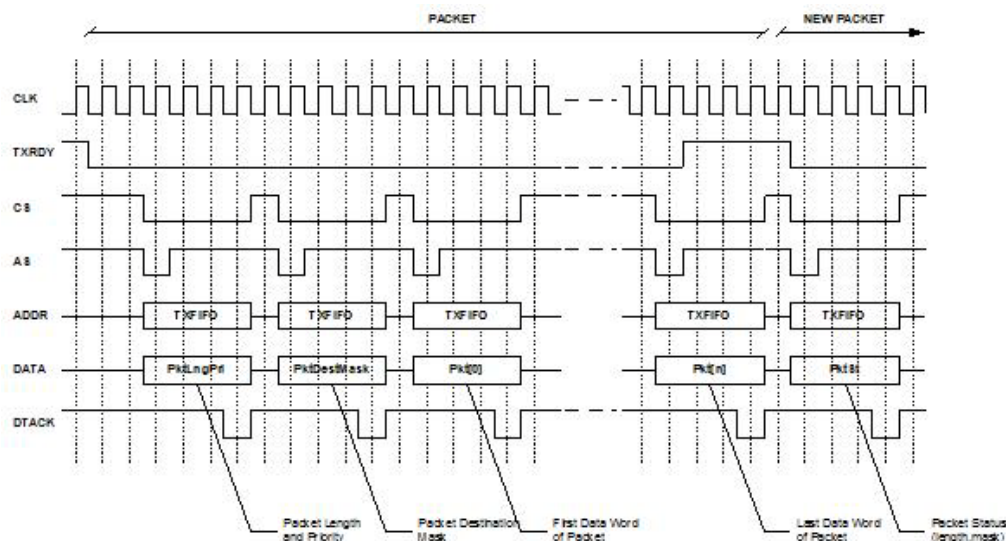 PACKET
NEW PACKET
CLK
TXRDY
CS
AS
ADDR
TXFIFO
TXFIFO
TXFIFO
TXFIFO
TXFIFO
DATA
PktLngPri
PktDestMask
Pkt[0]
Pkt[n]
PktSt
DTACK
Packet Length
and Priority
Packet Destination
Mask
First Data Word
of Packet
Last Data Word
of Packet
Packet Status
(length,mask)